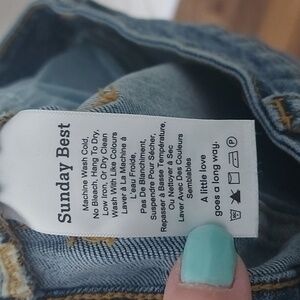 Sunday Best
Machine Wash Cold,
No Bleach, Hang To Dry,
Low Iron, Or Dry Clean
Wash With Like Colours
Laver à La Machine à
L'eau Froide,
Pas De Blanchiment,
Suspendre Pour Sécher,
Repasser à Basse Température,
Ou Nettoyer à Sec
Laver Avec Des Couleurs
Semblables
A little love
goes a long way.